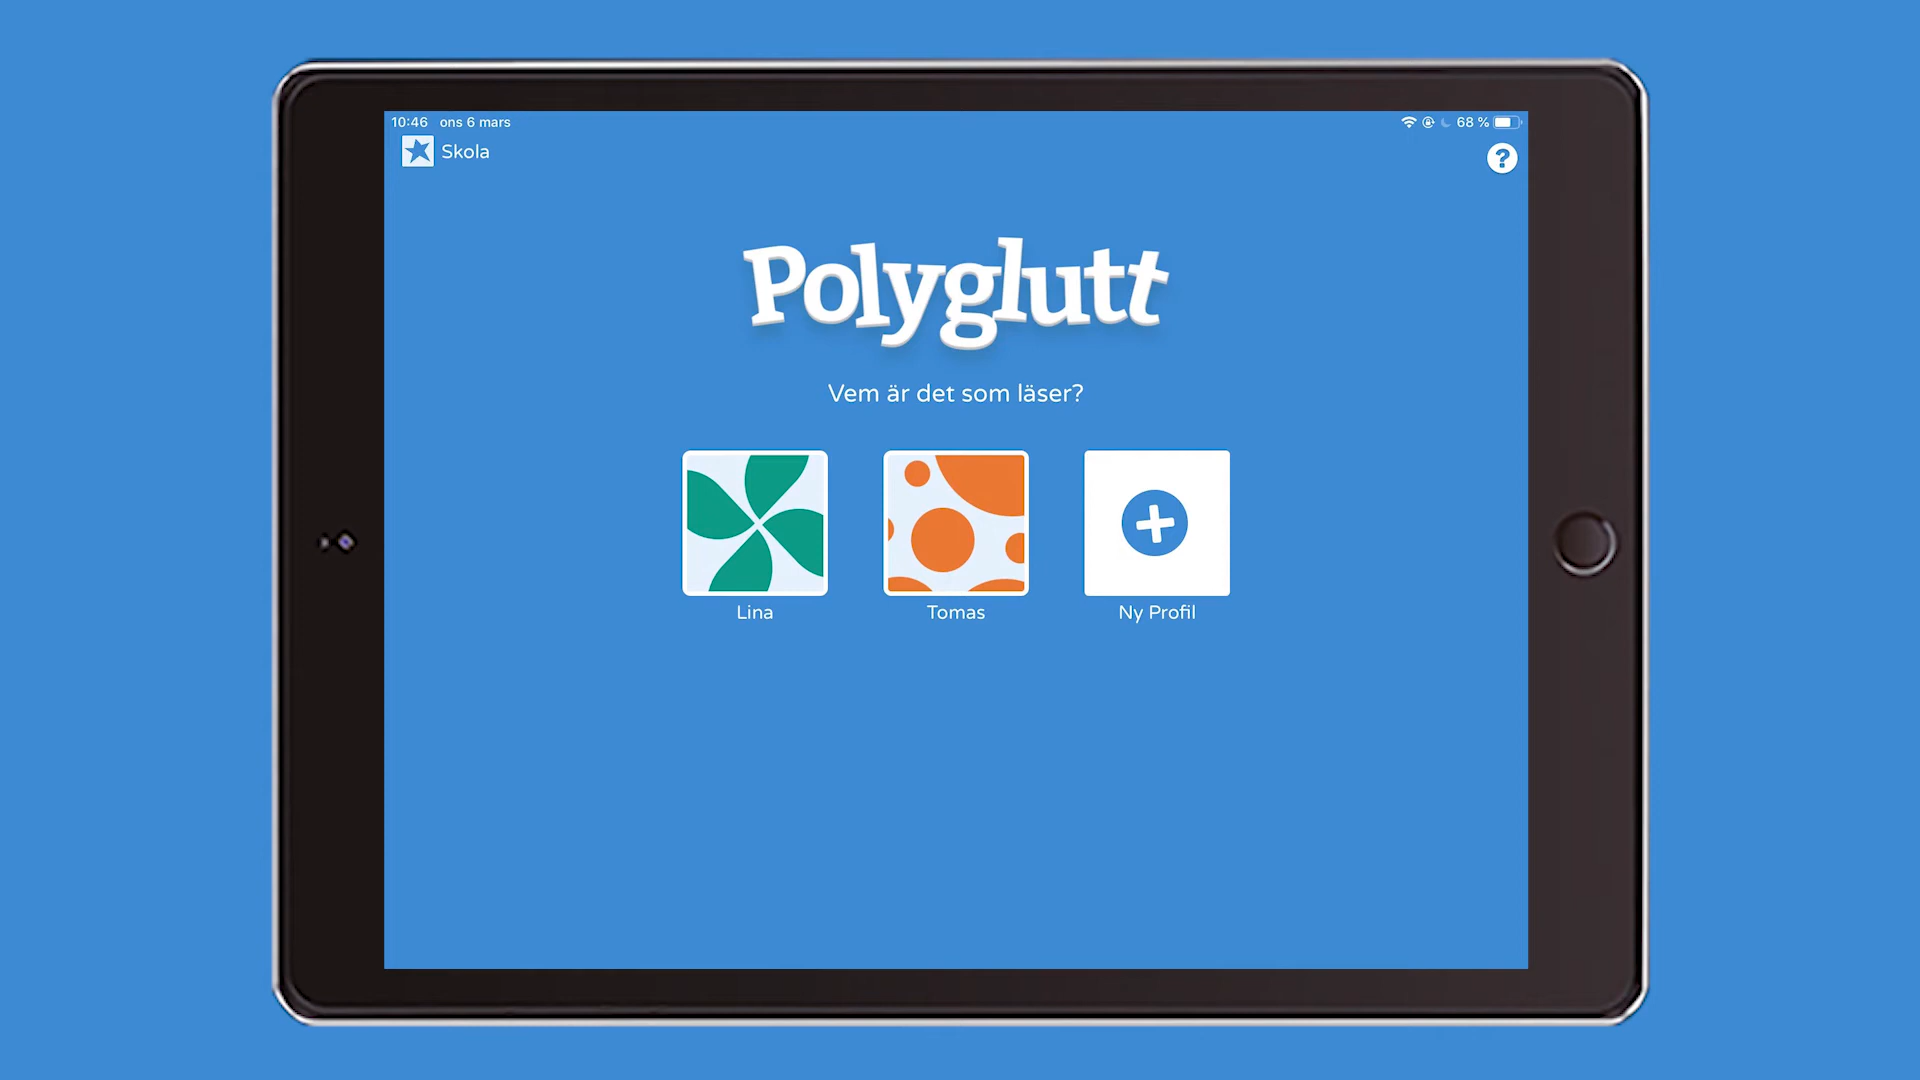 10:46 ons 6 mars 68 %
Skola
?
Polyglutt
Vem är det som läser?
Lina Tomas Ny Profil